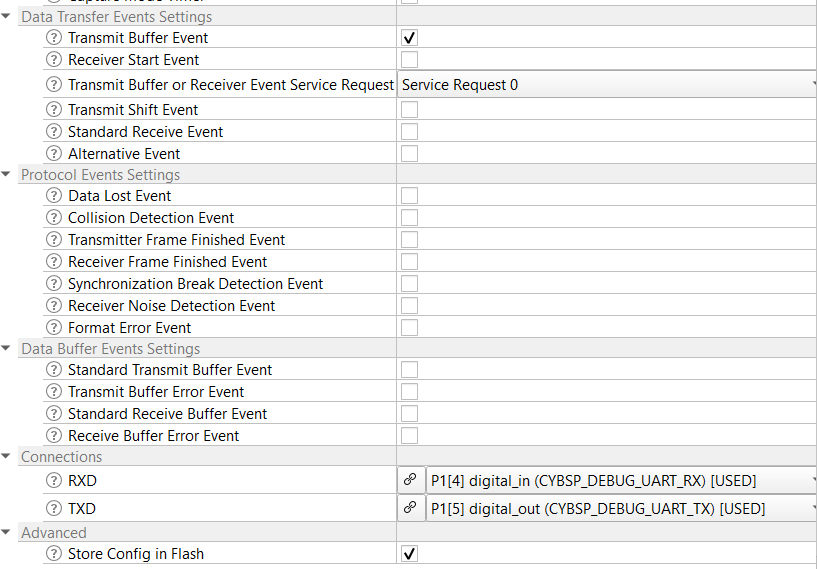 Data Transfer Events Settings
Transmit Buffer Event
Receiver Start Event
Transmit Buffer or Receiver Event Service Request Service Request 0
Transmit Shift Event
Standard Receive Event
Alternative Event
Protocol Events Settings
Data Lost Event
Collision Detection Event
Transmitter Frame Finished Event
Receiver Frame Finished Event
Synchronization Break Detection Event
Receiver Noise Detection Event
Format Error Event
Data Buffer Events Settings
Standard Transmit Buffer Event
Transmit Buffer Error Event
Standard Receive Buffer Event
Receive Buffer Error Event
Connections
RXD P1[4] digital_in (CYBSP_DEBUG_UART_RX) [USED]
TXD P1[5] digital_out (CYBSP_DEBUG_UART_TX) [USED]
Advanced
Store Config in Flash